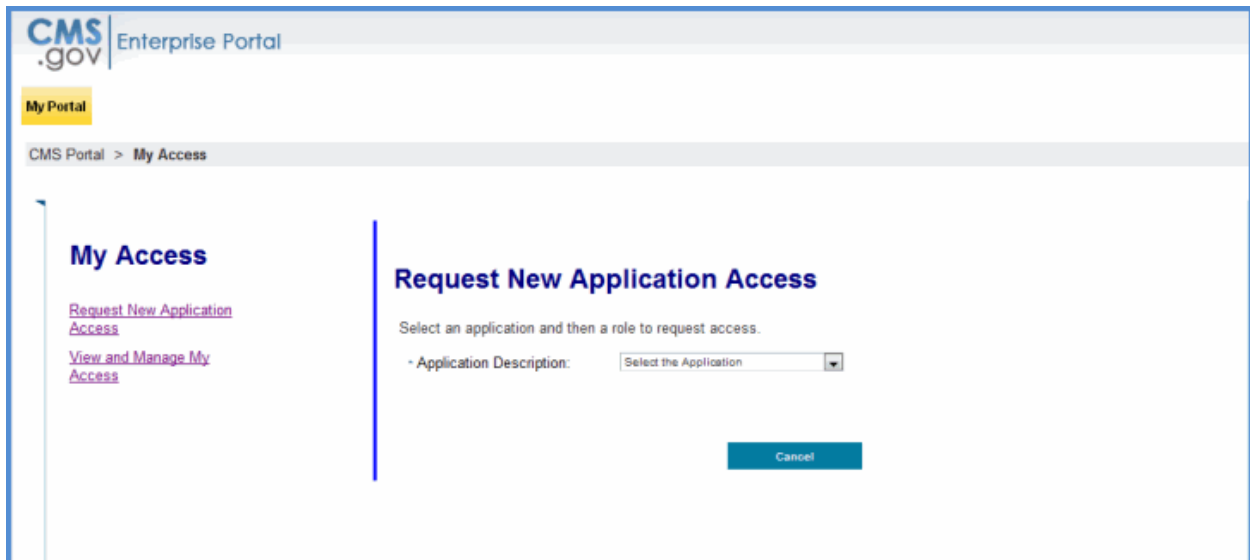 CMS
.gov
Enterprise Portal
My Portal
CMS Portal > My Access
My Access
Request New Application
Access
View and Manage My
Access
Request New Application Access
Select an application and then a role to request access.
* Application Description: Select the Application
Cancel